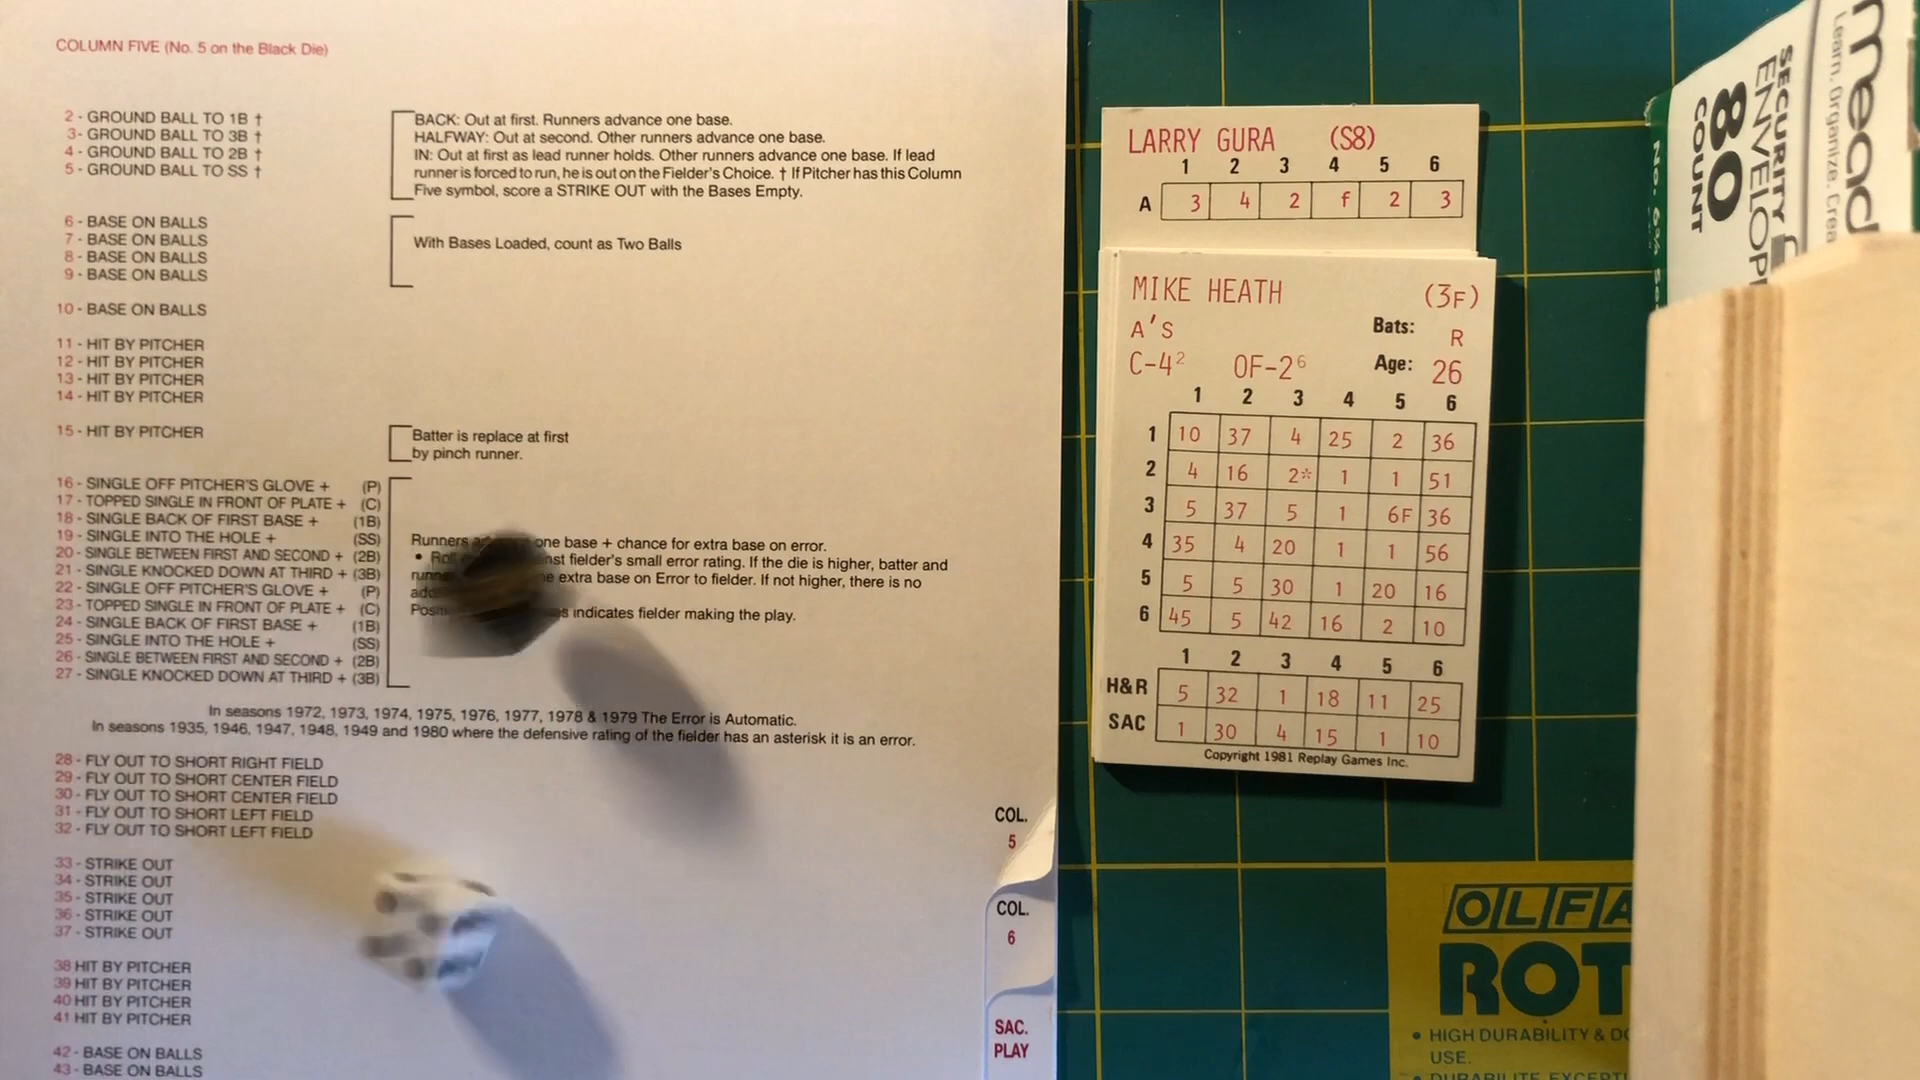 COLUMN FIVE (No. 5 on the Black Die)
2 - GROUND BALL TO 1B †
3 - GROUND BALL TO 3B †
4 - GROUND BALL TO 2B †
5 - GROUND BALL TO SS †
BACK: Out at first. Runners advance one base.
HALFWAY: Out at second. Other runners advance one base.
IN: Out at first as lead runner holds. Other runners advance one base. If lead
runner is forced to run, he is out on the Fielder's Choice. † If Pitcher has this Column
Five symbol, score a STRIKE OUT with the Bases Empty.
6 - BASE ON BALLS
7 - BASE ON BALLS
8 - BASE ON BALLS
9 - BASE ON BALLS
With Bases Loaded, count as Two Balls
10 - BASE ON BALLS
11 - HIT BY PITCHER
12 - HIT BY PITCHER
13 - HIT BY PITCHER
14 - HIT BY PITCHER
15 - HIT BY PITCHER
Batter is replace at first
by pinch runner.
16 - SINGLE OFF PITCHER'S GLOVE + (P)
17 - TOPPED SINGLE IN FRONT OF PLATE + (C)
18 - SINGLE BACK OF FIRST BASE + (1B)
19 - SINGLE INTO THE HOLE + (SS)
20 - SINGLE BETWEEN FIRST AND SECOND + (2B)
21 - SINGLE KNOCKED DOWN AT THIRD + (3B)
22 - SINGLE OFF PITCHER'S GLOVE + (P)
23 - TOPPED SINGLE IN FRONT OF PLATE + (C)
24 - SINGLE BACK OF FIRST BASE + (1B)
25 - SINGLE INTO THE HOLE + (SS)
26 - SINGLE BETWEEN FIRST AND SECOND + (2B)
27 - SINGLE KNOCKED DOWN AT THIRD + (3B)
Runners one base + chance for extra base on error.
• fielder's small error rating. If the die is higher, batter and
extra base on Error to fielder. If not higher, there is no
indicates fielder making the play.
In seasons 1972, 1973, 1974, 1975, 1976, 1977, 1978 & 1979 The Error is Automatic.
In seasons 1935, 1946, 1947, 1948, 1949 and 1980 where the defensive rating of the fielder has an asterisk it is an error.
28 - FLY OUT TO SHORT RIGHT FIELD
29 - FLY OUT TO SHORT CENTER FIELD
30 - FLY OUT TO SHORT CENTER FIELD
31 - FLY OUT TO SHORT LEFT FIELD
32 - FLY OUT TO SHORT LEFT FIELD
33 - STRIKE OUT
34 - STRIKE OUT
35 - STRIKE OUT
36 - STRIKE OUT
37 - STRIKE OUT
38 HIT BY PITCHER
39 HIT BY PITCHER
40 HIT BY PITCHER
41 HIT BY PITCHER
42 - BASE ON BALLS
43 - BASE ON BALLS
COL.
5
COL.
6
SAC.
PLAY
LARRY GURA (S8)
1 2 3 4 5 6
A 3 4 2 f 2 3
MIKE HEATH (3F)
A'S Bats: R
C-4² OF-2⁶ Age: 26
1 2 3 4 5 6
1 10 37 4 25 2 36
2 4 16 2* 1 1 51
3 5 37 5 1 6F 36
4 35 4 20 1 1 56
5 5 5 30 1 20 16
6 45 5 42 16 2 10
1 2 3 4 5 6
H&R 5 32 1 18 11 25
SAC 1 30 4 15 1 10
Copyright 1981 Replay Games Inc.
mead
Learn. Organize.
SECURITY
80
COUNT
OLFA
ROT
• HIGH DURABILITY &
USE.